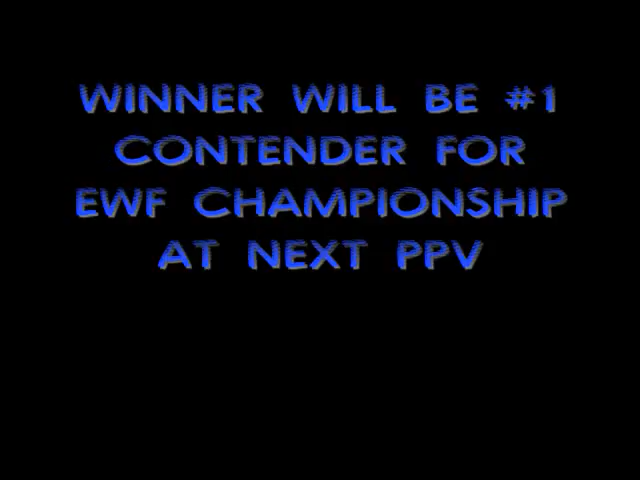 WINNER WILL BE #1
CONTENDER FOR
EWF CHAMPIONSHIP
AT NEXT PPV